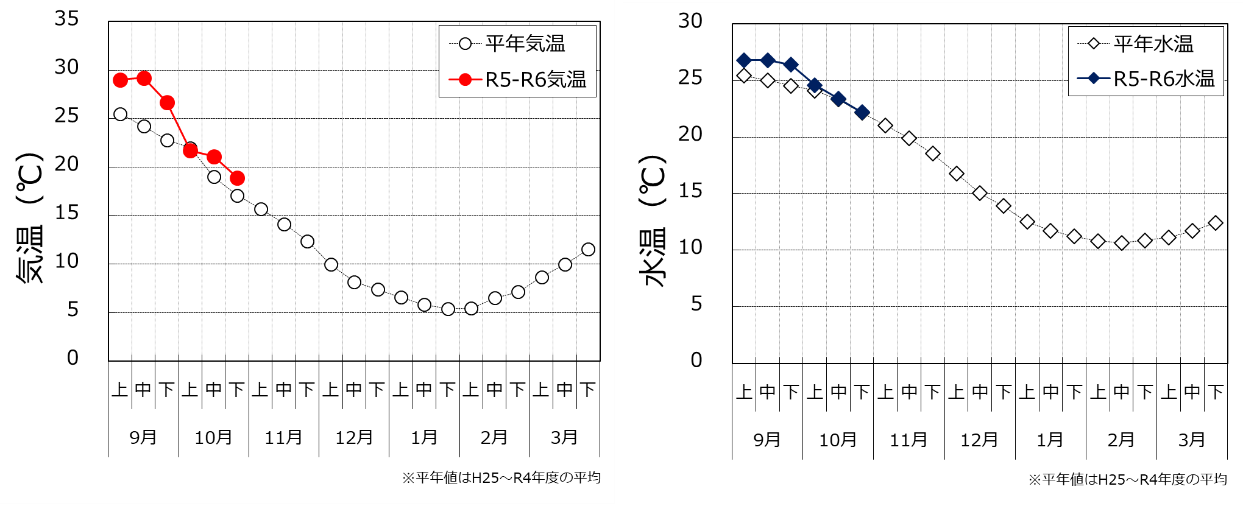 35
30
25
20
15
10
5
0
気温（℃）
平年気温
R5-R6気温
上 中 下 上 中 下 上 中 下 上 中 下 上 中 下 上 中 下 上 中 下
9月 10月 11月 12月 1月 2月 3月
※平年値はH25～R4年度の平均
30
25
20
15
10
5
0
水温（℃）
平年水温
R5-R6水温
上 中 下 上 中 下 上 中 下 上 中 下 上 中 下 上 中 下 上 中 下
9月 10月 11月 12月 1月 2月 3月
※平年値はH25～R4年度の平均